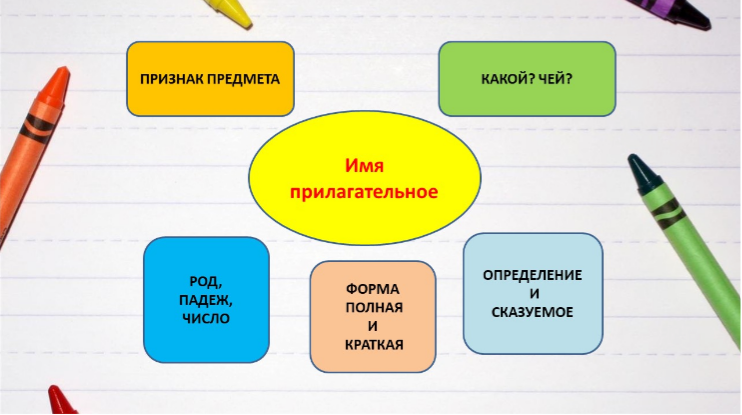 ПРИЗНАК ПРЕДМЕТА
КАКОЙ? ЧЕЙ?
Имя
прилагательное
РОД,
ПАДЕЖ,
ЧИСЛО
ФОРМА
ПОЛНАЯ
И
КРАТКАЯ
ОПРЕДЕЛЕНИЕ
И
СКАЗУЕМОЕ